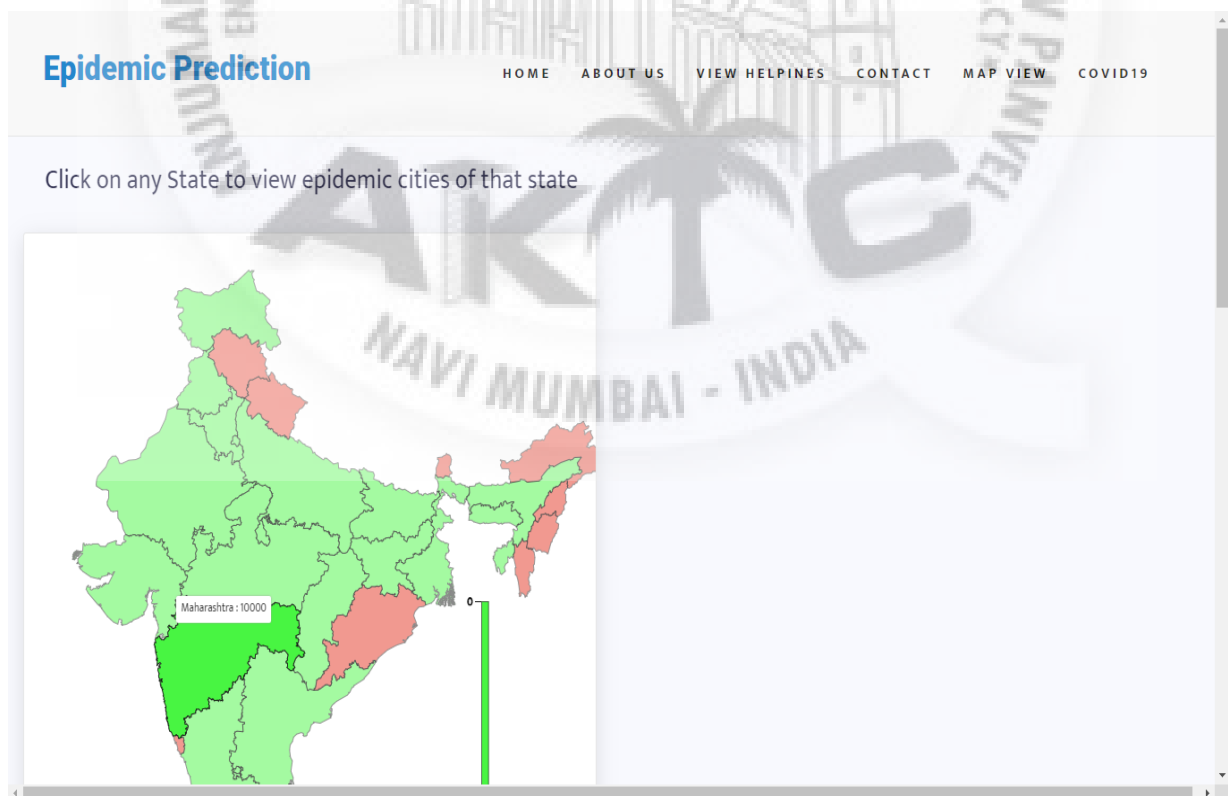 Epidemic Prediction
HOME ABOUT US VIEW HELPINES CONTACT MAP VIEW COVID19
Click on any State to view epidemic cities of that state
AKTC
NAVI MUMBAI - INDIA
PANVEL
Maharashtra : 10000
0